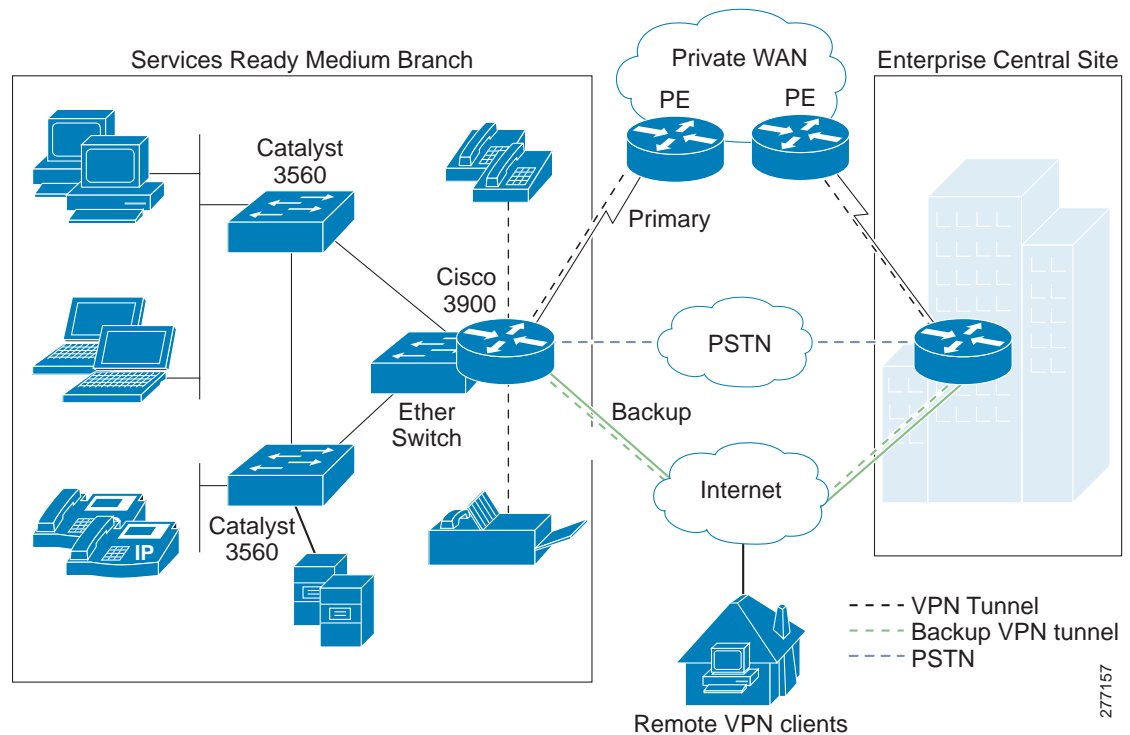 Services Ready Medium Branch
Private WAN
Enterprise Central Site
PE
PE
Catalyst
3560
Primary
Cisco
3900
PSTN
Ether
Switch
Backup
Internet
Catalyst
3560
IP
VPN Tunnel
Backup VPN tunnel
PSTN
Remote VPN clients
277157